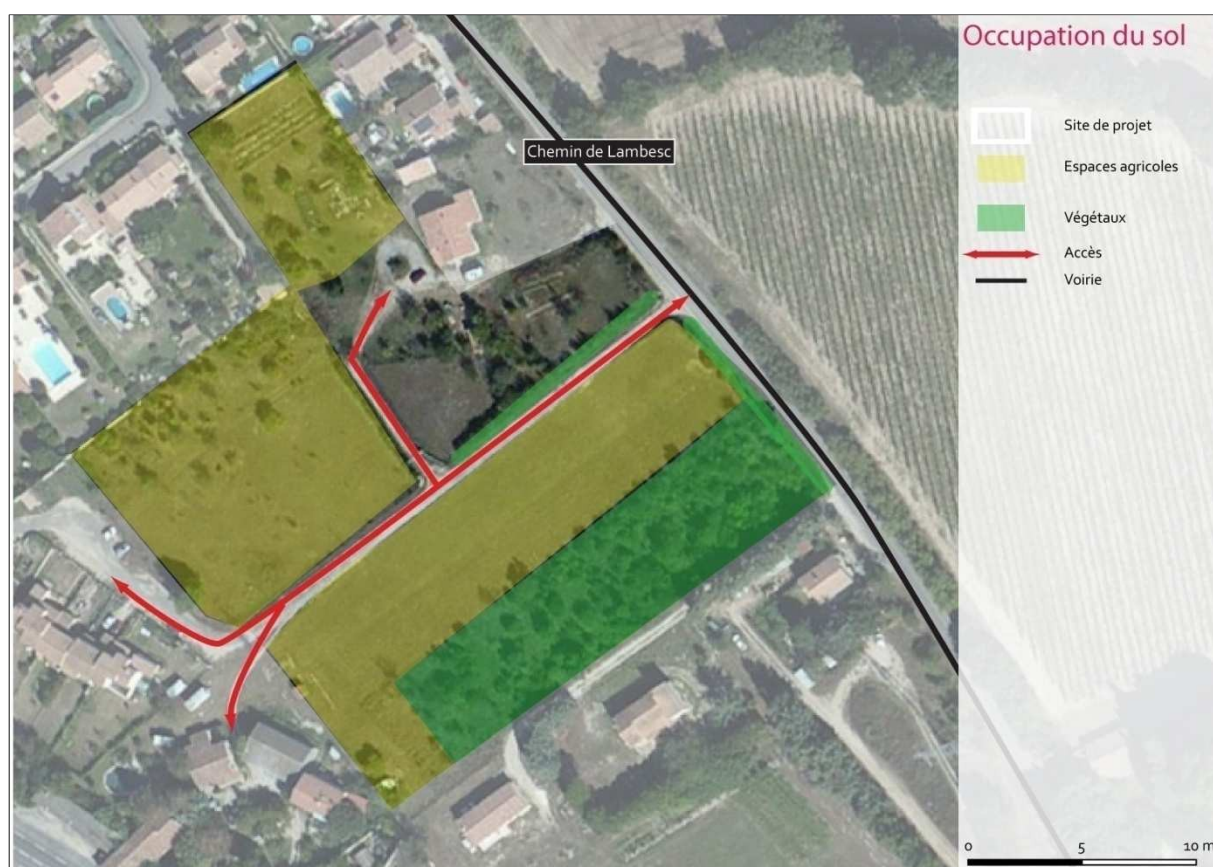 Occupation du sol
Chemin de Lambesc
Site de projet
Espaces agricoles
Végétaux
Accès
Voirie
0 5 10 m